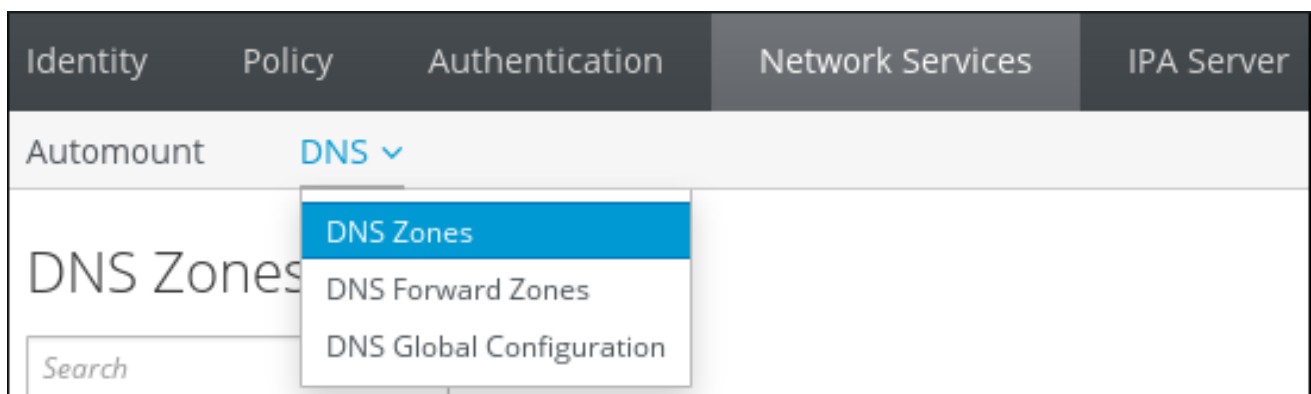 Identity Policy Authentication Network Services IPA Server
Automount DNS
DNS Zones
DNS Zones
DNS Forward Zones
DNS Global Configuration
Search